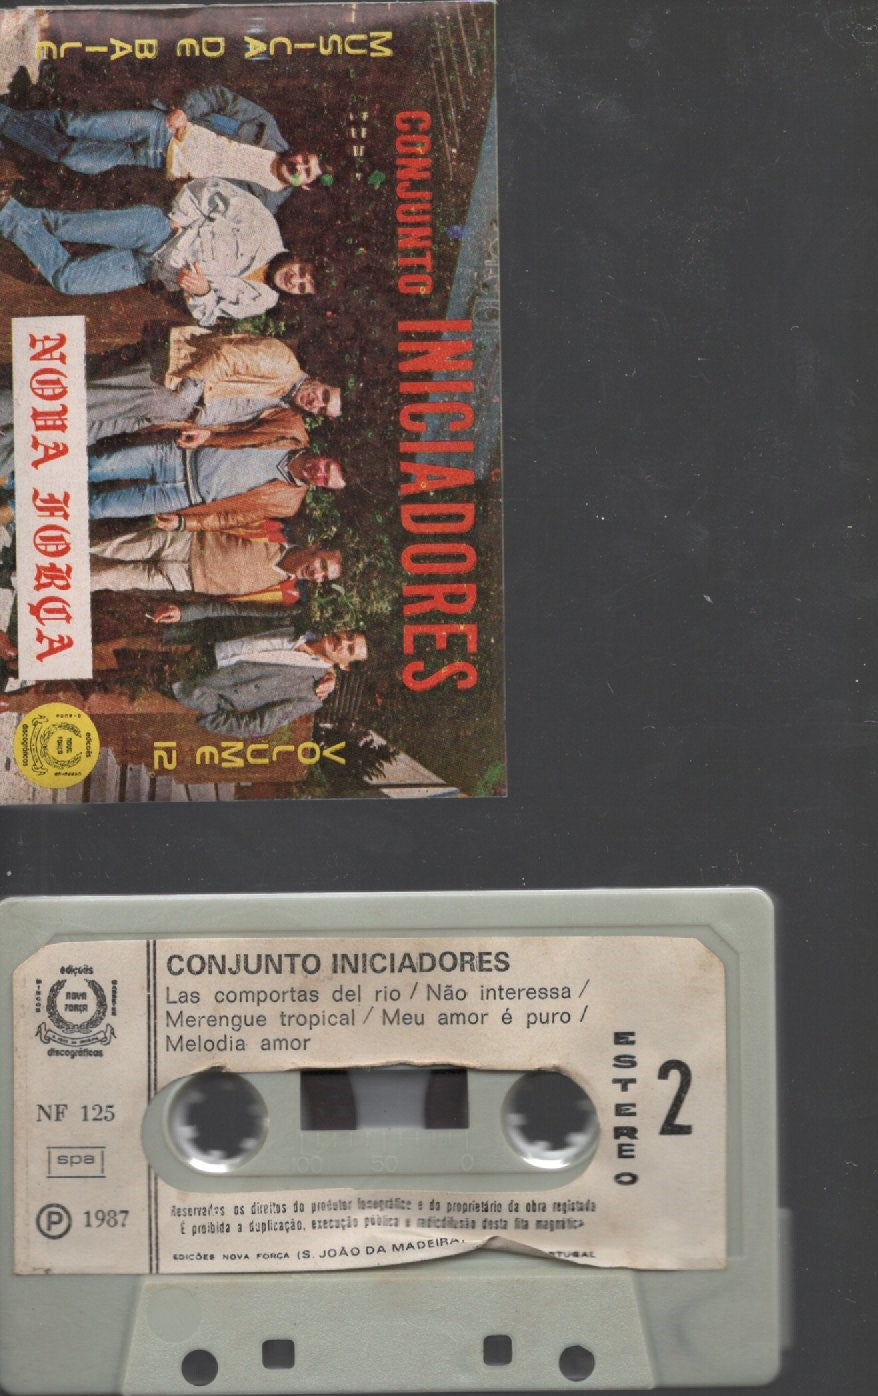 MUSICA DE BAILE
CONJUNTO INICIADORES
NOVA FORÇA
VOLUME 12
edições
discográficas
CONJUNTO INICIADORES
Las comportas del rio / Não interessa /
Merengue tropical / Meu amor é puro /
Melodia amor
edições
NOVA
FORÇA
discográficas
NF 125
spa
Ⓟ 1987
ESTEREO
2
100 50 0
Reservados os direitos do produtor fonográfico e do proprietário da obra registada
É proibida a duplicação, execução pública e radiodifusão desta fita magnética
EDIÇÕES NOVA FORÇA (S. JOÃO DA MADEIRA)